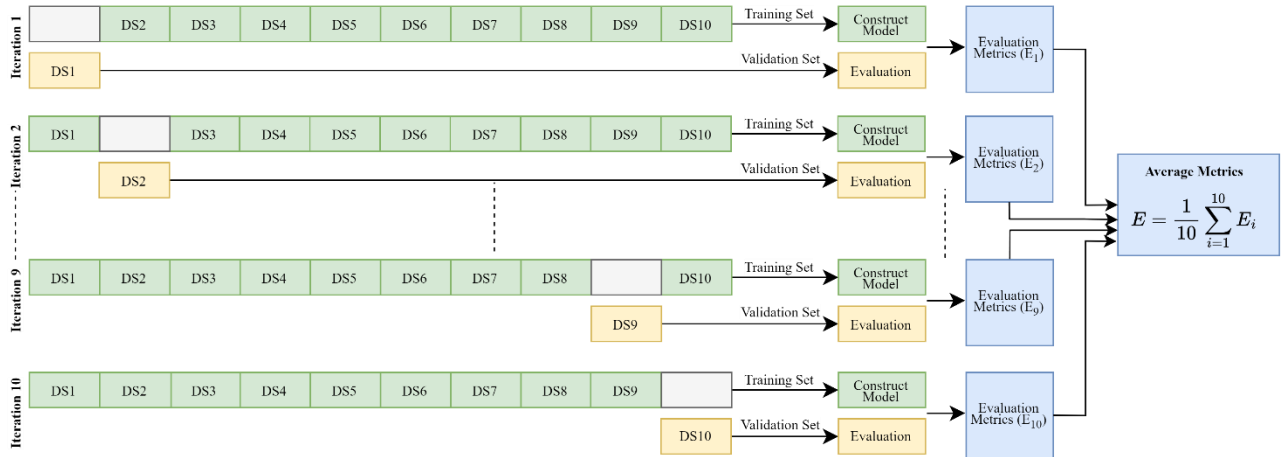 Iteration 1
DS2 DS3 DS4 DS5 DS6 DS7 DS8 DS9 DS10
Training Set
Construct
Model
DS1
Validation Set
Evaluation
Evaluation
Metrics (E₁)
Iteration 2
DS1 DS3 DS4 DS5 DS6 DS7 DS8 DS9 DS10
Training Set
Construct
Model
DS2
Validation Set
Evaluation
Evaluation
Metrics (E₂)
Average Metrics
E = \frac{1}{10} \sum_{i=1}^{10} E_i
Iteration 9
DS1 DS2 DS3 DS4 DS5 DS6 DS7 DS8 DS10
Training Set
Construct
Model
DS9
Validation Set
Evaluation
Evaluation
Metrics (E₉)
Iteration 10
DS1 DS2 DS3 DS4 DS5 DS6 DS7 DS8 DS9
Training Set
Construct
Model
DS10
Validation Set
Evaluation
Evaluation
Metrics (E₁₀)